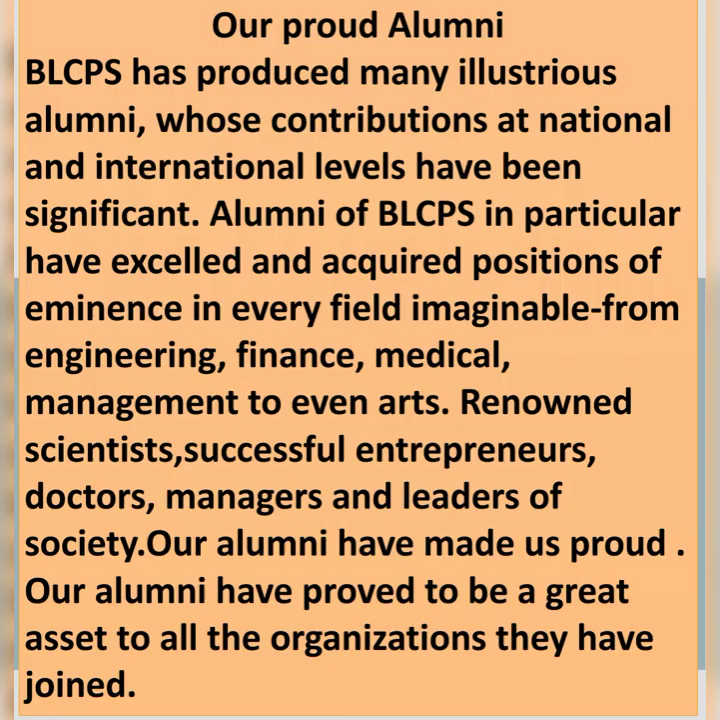 Our proud Alumni
BLCPS has produced many illustrious
alumni, whose contributions at national
and international levels have been
significant. Alumni of BLCPS in particular
have excelled and acquired positions of
eminence in every field imaginable-from
engineering, finance, medical,
management to even arts. Renowned
scientists,successful entrepreneurs,
doctors, managers and leaders of
society.Our alumni have made us proud .
Our alumni have proved to be a great
asset to all the organizations they have
joined.